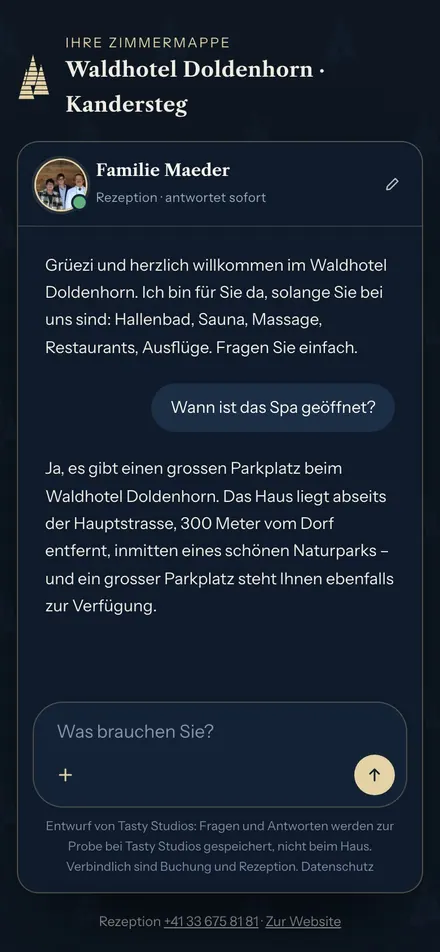 IHRE ZIMMERMAPPE
Waldhotel Doldenhorn ·
Kandersteg
Familie Maeder
Rezeption · antwortet sofort
Grüezi und herzlich willkommen im Waldhotel
Doldenhorn. Ich bin für Sie da, solange Sie bei
uns sind: Hallenbad, Sauna, Massage,
Restaurants, Ausflüge. Fragen Sie einfach.
Wann ist das Spa geöffnet?
Ja, es gibt einen grossen Parkplatz beim
Waldhotel Doldenhorn. Das Haus liegt abseits
der Hauptstrasse, 300 Meter vom Dorf
entfernt, inmitten eines schönen Naturparks –
und ein grosser Parkplatz steht Ihnen ebenfalls
zur Verfügung.
Was brauchen Sie?
Entwurf von Tasty Studios: Fragen und Antworten werden zur
Probe bei Tasty Studios gespeichert, nicht beim Haus.
Verbindlich sind Buchung und Rezeption. Datenschutz
Rezeption +41 33 675 81 81 · Zur Website